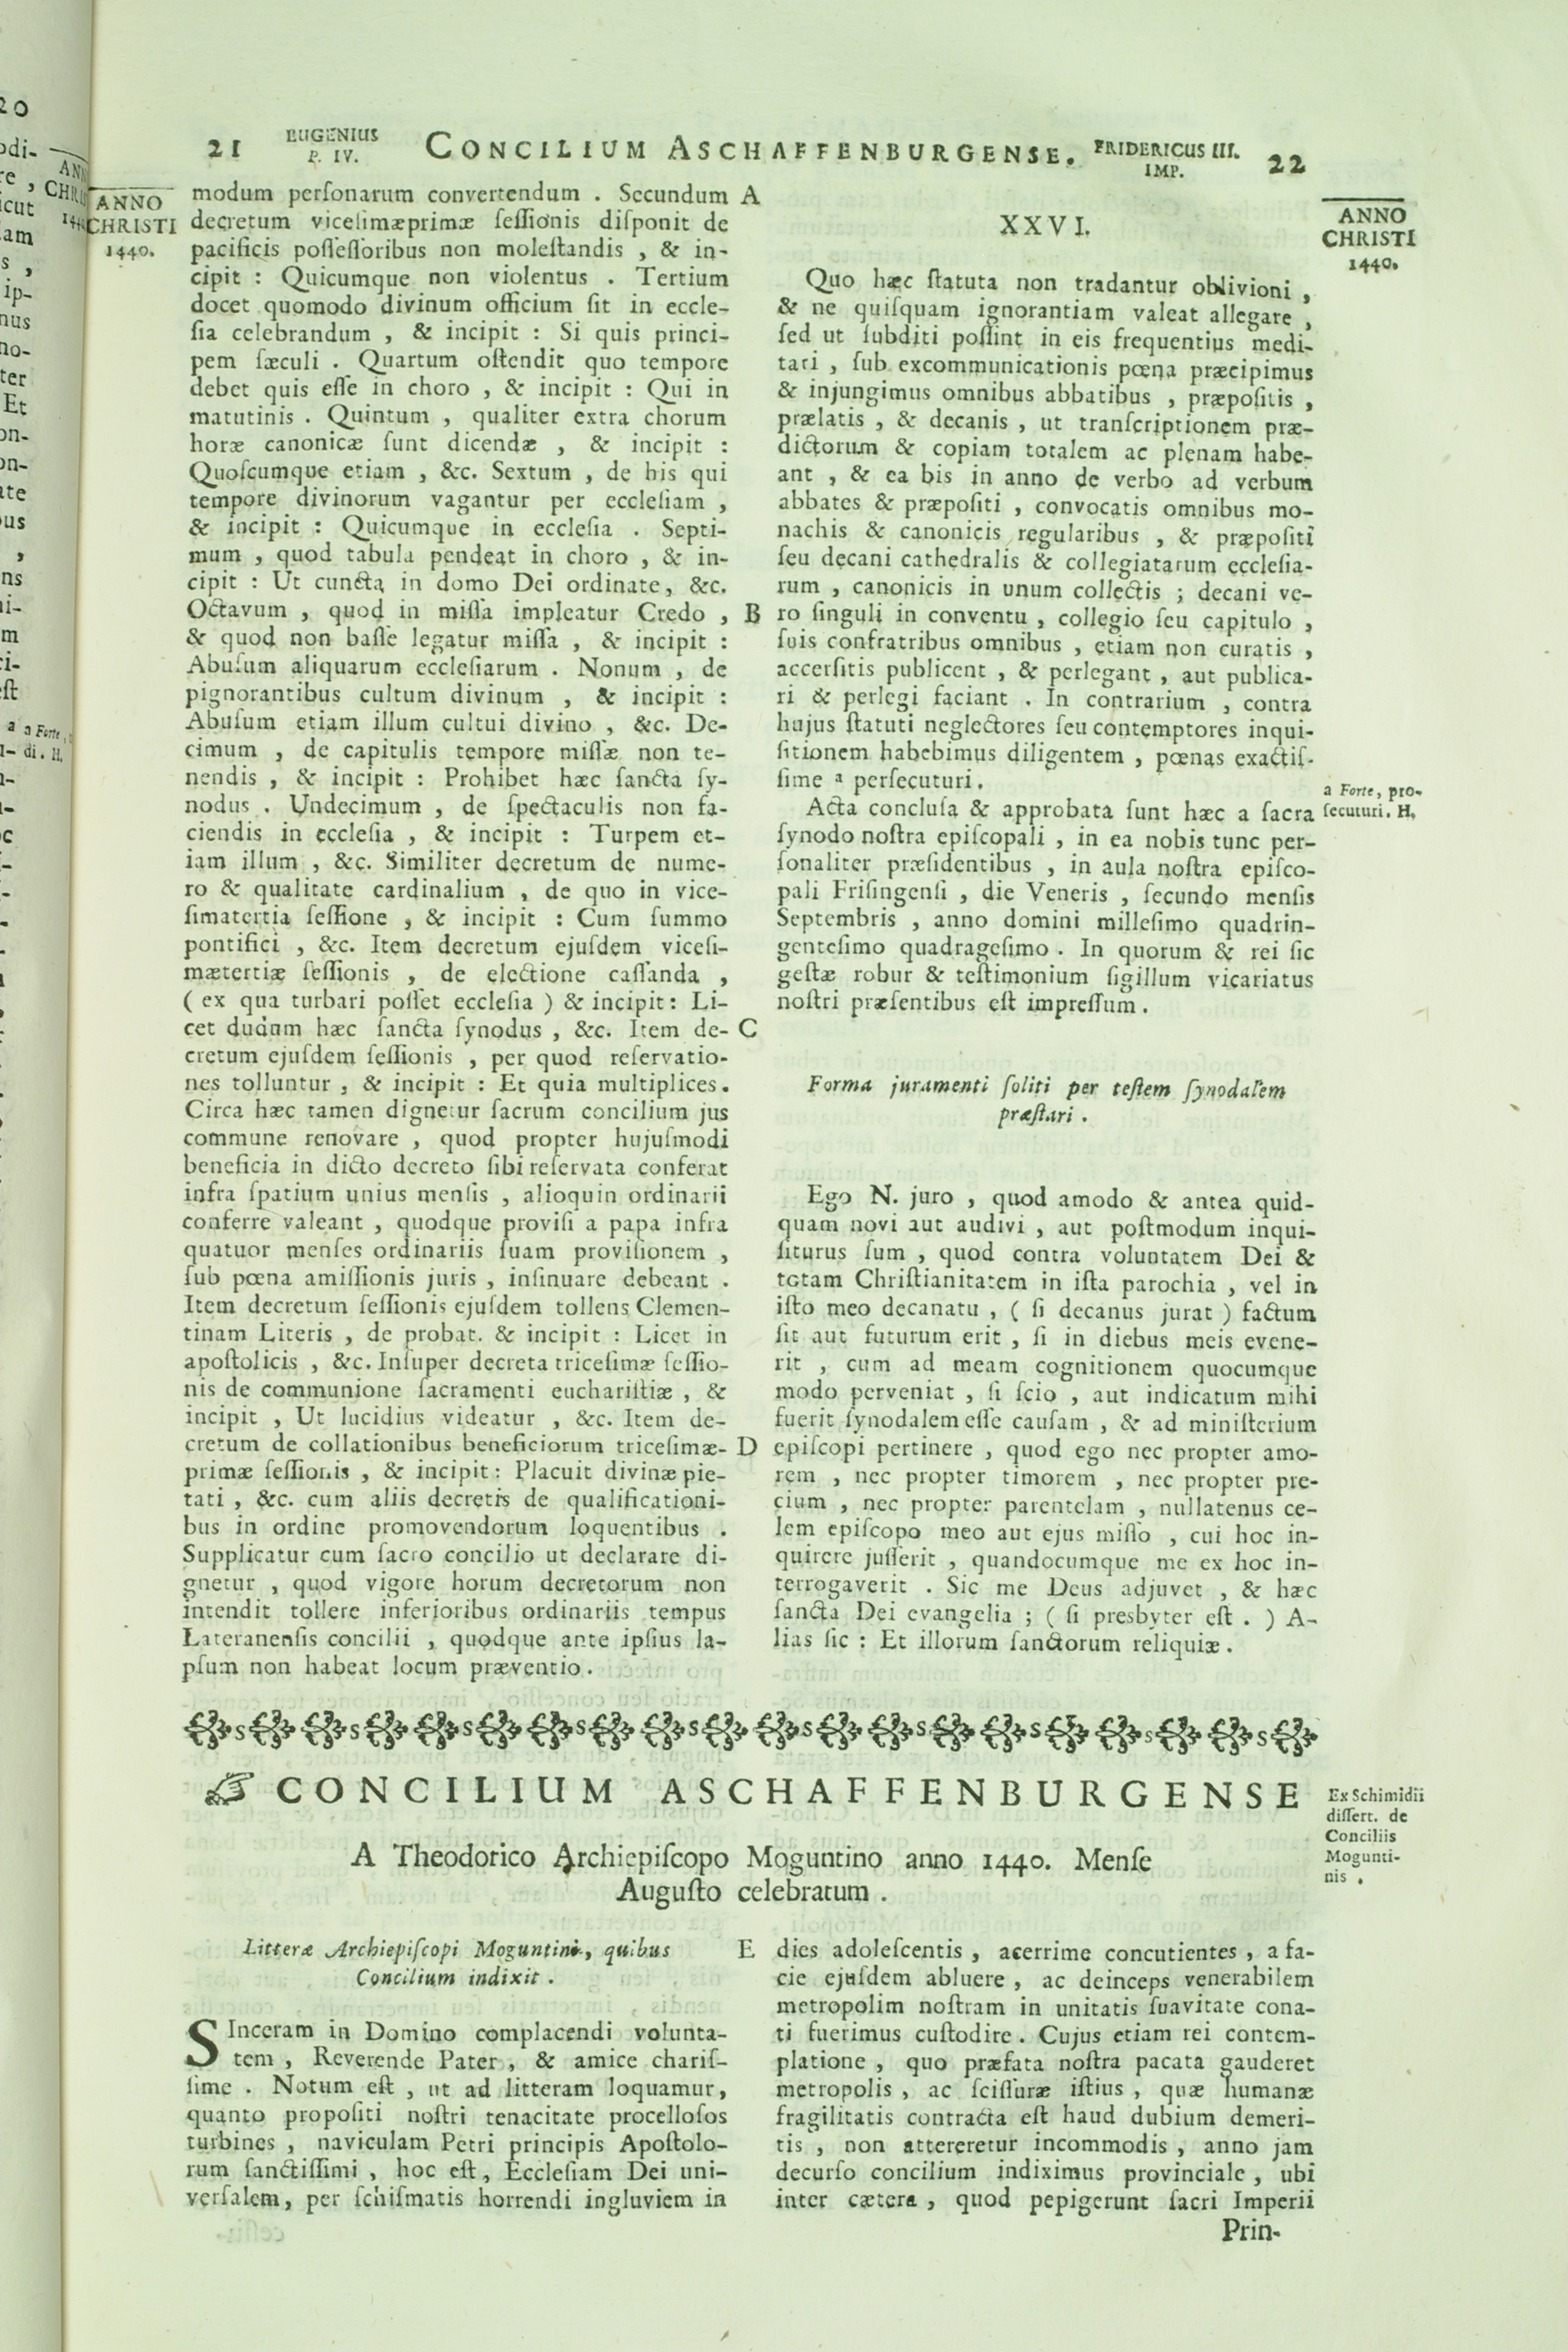 21 EUGENIUS P. IV. CONCILIUM ASCHAFFENBURGENSE. FRIDERICUS III. IMP. 22
ANNO
CHRISTI
1440.
modum perſonarum convertendum . Secundum A
decretum viceſimæprimæ ſeſſionis diſponit de
pacificis poſſeſſoribus non moleſtandis , & in-
cipit : Quicumque non violentus . Tertium
docet quomodo divinum officium ſit in eccle-
ſia celebrandum , & incipit : Si quis princi-
pem ſæculi . Quartum oſtendit quo tempore
debet quis eſſe in choro , & incipit : Qui in
matutinis . Quintum , qualiter extra chorum
horæ canonicæ ſunt dicendæ , & incipit :
Quoſcumque etiam , &c. Sextum , de his qui
tempore divinorum vagantur per eccleſiam ,
& incipit : Quicumque in eccleſia . Septi-
mum , quod tabula pendeat in choro , & in-
cipit : Ut cuncta in domo Dei ordinate, &c.
Octavum , quod in miſſa impleatur Credo , B
& quod non baſſe legatur miſſa , & incipit :
Abuſum aliquarum eccleſiarum . Nonum , de
pignorantibus cultum divinum , & incipit :
Abuſum etiam illum cultui divino , &c. De-
cimum , de capitulis tempore miſſæ non te-
nendis , & incipit : Prohibet hæc ſancta ſy-
nodus . Undecimum , de ſpectaculis non fa-
ciendis in eccleſia , & incipit : Turpem et-
iam illum , &c. Similiter decretum de nume-
ro & qualitate cardinalium , de quo in vice-
ſimatertia ſeſſione , & incipit : Cum ſummo
pontifici , &c. Item decretum ejuſdem viceſi-
mætertiæ ſeſſionis , de electione caſſanda ,
( ex qua turbari poſſet eccleſia ) & incipit : Li-
cet dudum hæc ſancta ſynodus , &c. Item de- C
cretum ejuſdem ſeſſionis , per quod reſervatio-
nes tolluntur , & incipit : Et quia multiplices.
Circa hæc tamen dignetur ſacrum concilium jus
commune renovare , quod propter hujuſmodi
beneficia in dicto decreto ſibi reſervata conferat
infra ſpatium unius menſis , alioquin ordinarii
conferre valeant , quodque proviſi a papa infra
quatuor menſes ordinariis ſuam proviſionem ,
ſub pœna amiſſionis juris , inſinuare debeant .
Item decretum ſeſſionis ejuſdem tollens Clemen-
tinam Literis , de probat. & incipit : Licet in
apoſtolicis , &c. Inſuper decreta triceſimæ ſeſſio-
nis de communione ſacramenti euchariſtiæ , &
incipit , Ut lucidius videatur , &c. Item de-
cretum de collationibus beneficiorum triceſimæ- D
primæ ſeſſionis , & incipit : Placuit divinæ pie-
tati , &c. cum aliis decretis de qualificationi-
bus in ordine promovendorum loquentibus .
Supplicatur cum ſacro concilio ut declarare di-
gnetur , quod vigore horum decretorum non
intendit tollere inferioribus ordinariis tempus
Lateranenſis concilii , quodque ante ipſius la-
pſum non habeat locum præventio .
XXVI.
ANNO
CHRISTI
1440.
Quo hæc ſtatuta non tradantur oblivioni ,
& ne quiſquam ignorantiam valeat allegare ,
ſed ut ſubditi poſſint in eis frequentius medi-
tari , ſub excommunicationis pœna præcipimus
& injungimus omnibus abbatibus , præpoſitis ,
prælatis , & decanis , ut tranſcriptionem præ-
dictorum & copiam totalem ac plenam habe-
ant , & ea bis in anno de verbo ad verbum
abbates & præpoſiti , convocatis omnibus mo-
nachis & canonicis regularibus , & præpoſiti
ſeu decani cathedralis & collegiatarum eccleſia-
rum , canonicis in unum collectis ; decani ve-
ro ſinguli in conventu , collegio ſeu capitulo ,
ſuis confratribus omnibus , etiam non curatis ,
accerſitis publicent , & perlegant , aut publica-
ri & perlegi faciant . In contrarium , contra
hujus ſtatuti neglectores ſeu contemptores inqui-
ſitionem habebimus diligentem , pœnas exactiſ-
ſime a perſecuturi .
a Forte, pro-
ſecuturi. H.
Acta concluſa & approbata ſunt hæc a ſacra
ſynodo noſtra epiſcopali , in ea nobis tunc per-
ſonaliter præſidentibus , in aula noſtra epiſco-
pali Friſingenſi , die Veneris , ſecundo menſis
Septembris , anno domini milleſimo quadrin-
genteſimo quadrageſimo . In quorum & rei ſic
geſtæ robur & teſtimonium ſigillum vicariatus
noſtri præſentibus eſt impreſſum .
Forma juramenti ſoliti per teſtem ſynodalem
præſtari .
Ego N. juro , quod amodo & antea quid-
quam novi aut audivi , aut poſtmodum inqui-
ſiturus ſum , quod contra voluntatem Dei &
totam Chriſtianitatem in iſta parochia , vel in
iſto meo decanatu , ( ſi decanus jurat ) factum
ſit aut futurum erit , ſi in diebus meis evene-
rit , cum ad meam cognitionem quocumque
modo perveniat , ſi ſcio , aut indicatum mihi
fuerit ſynodalem eſſe cauſam , & ad miniſterium
epiſcopi pertinere , quod ego nec propter amo-
rem , nec propter timorem , nec propter pre-
cium , nec propter parentelam , nullatenus ce-
lem epiſcopo meo aut ejus miſſo , cui hoc in-
quirere juſſerit , quandocumque me ex hoc in-
terrogaverit . Sic me Deus adjuvet , & hæc
ſancta Dei evangelia ; ( ſi presbyter eſt . ) A-
lias ſic : Et illorum ſanctorum reliquiæ .
☞ CONCILIUM ASCHAFFENBURGENSE
Ex Schimidii
diſſert. de
Conciliis
Mogunti-
nis .
A Theodorico Archiepiſcopo Moguntino anno 1440. Menſe
Auguſto celebratum .
Litteræ Archiepiſcopi Moguntini, quibus E
Concilium indixit .
SInceram in Domino complacendi volunta-
tem , Reverende Pater , & amice chariſ-
ſime . Notum eſt , ut ad litteram loquamur,
quanto propoſiti noſtri tenacitate procelloſos
turbines , naviculam Petri principis Apoſtolo-
rum ſanctiſſimi , hoc eſt, Eccleſiam Dei uni-
verſalem, per ſchiſmatis horrendi ingluviem in
dies adoleſcentis , acerrime concutientes , a fa-
cie ejuſdem abluere , ac deinceps venerabilem
metropolim noſtram in unitatis ſuavitate cona-
ti fuerimus cuſtodire . Cujus etiam rei contem-
platione , quo præfata noſtra pacata gauderet
metropolis , ac ſciſſuræ iſtius , quæ humanæ
fragilitatis contracta eſt haud dubium demeri-
tis , non attereretur incommodis , anno jam
decurſo concilium indiximus provinciale , ubi
inter cætera , quod pepigerunt ſacri Imperii
Prin-